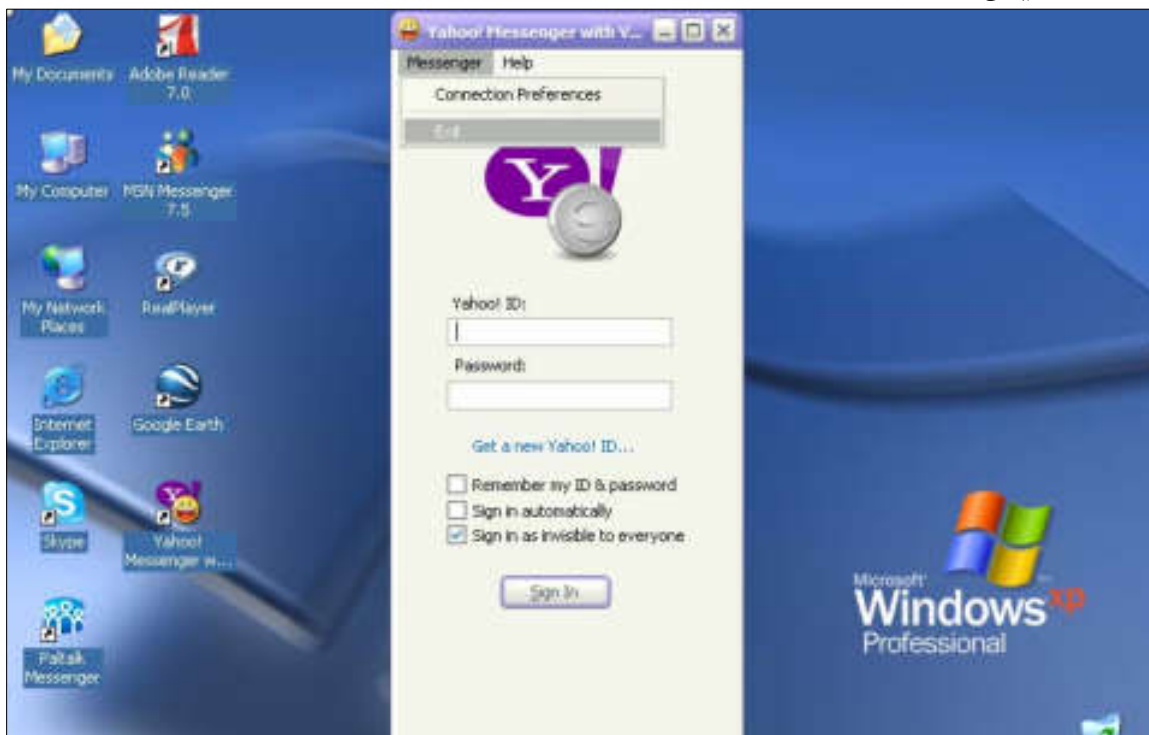 My Documents
Adobe Reader
7.0
My Computer
MSN Messenger
7.5
My Network
Places
RealPlayer
Internet
Explorer
Google Earth
Skype
Yahoo!
Messenger w...
Paltalk
Messenger
Yahoo! Messenger with V...
Messenger Help
Connection Preferences
Exit
Y!
Yahoo! ID:
Password:
Get a new Yahoo! ID...
Remember my ID & password
Sign in automatically
Sign in as invisible to everyone
Sign In
Microsoft
Windows xp
Professional